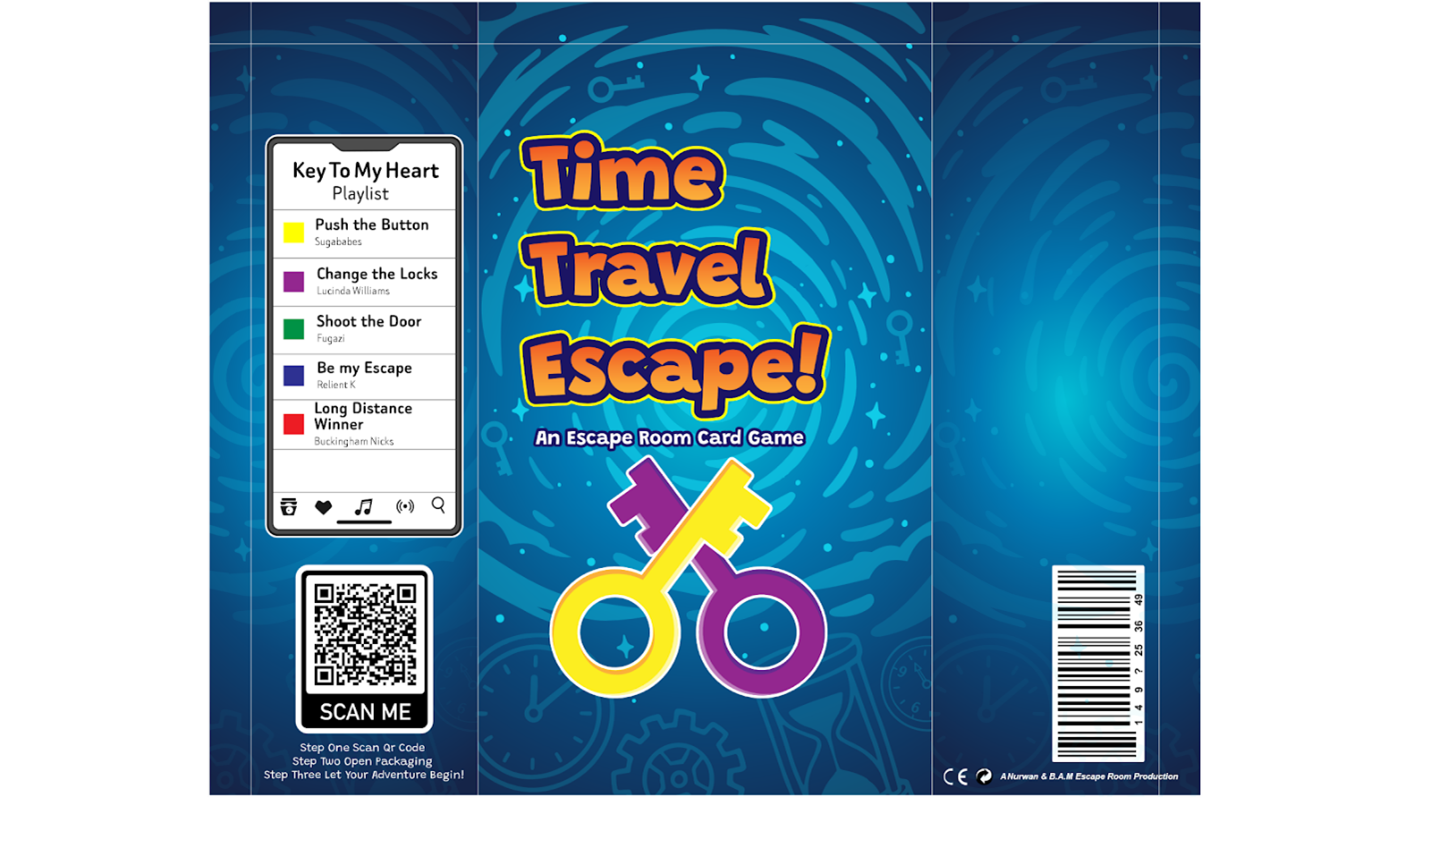 Key To My Heart
Playlist
Push the Button
Sugababes
Change the Locks
Lucinda Williams
Shoot the Door
Fugazi
Be my Escape
Relient K
Long Distance
Winner
Buckingham Nicks
SCAN ME
Step One Scan Qr Code
Step Two Open Packaging
Step Three Let Your Adventure Begin!
Time
Travel
Escape!
An Escape Room Card Game
1 4 9 ? 25 36 49
CE
A Nurwan & B.A.M Escape Room Production